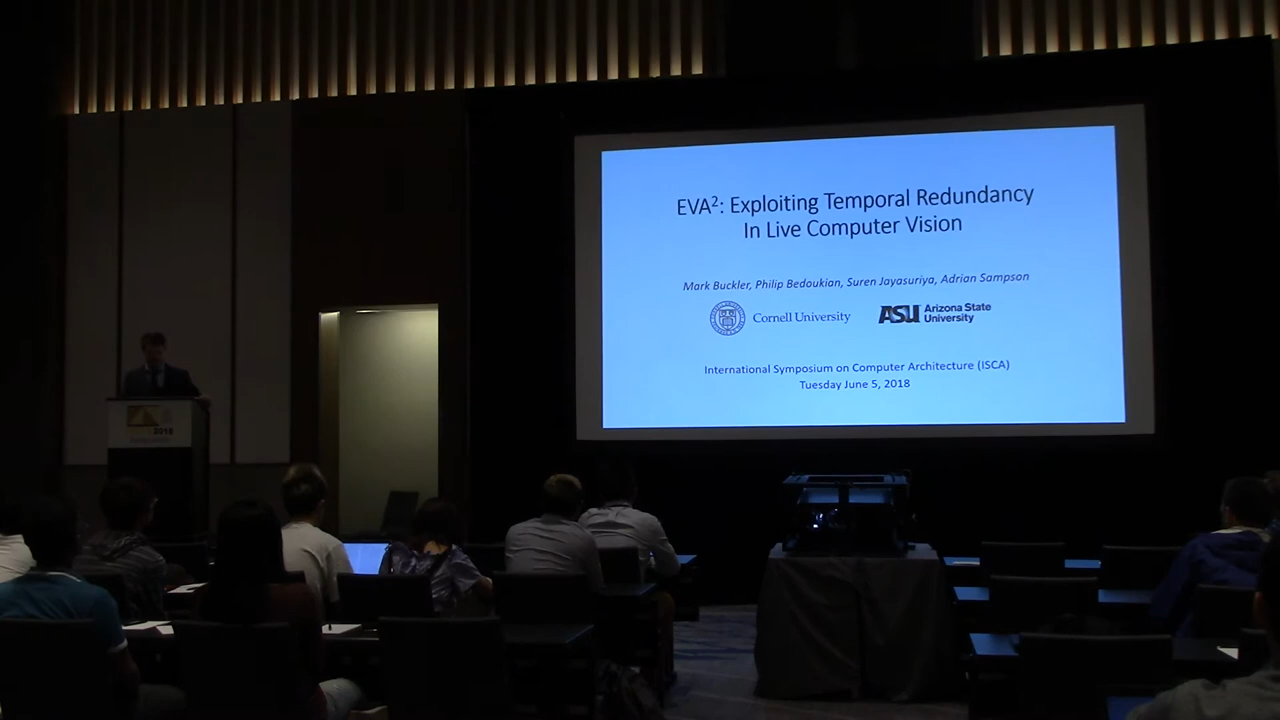 EVA²: Exploiting Temporal Redundancy
In Live Computer Vision
Mark Buckler, Philip Bedoukian, Suren Jayasuriya, Adrian Sampson
Cornell University
ASU Arizona State
University
International Symposium on Computer Architecture (ISCA)
Tuesday June 5, 2018
2018